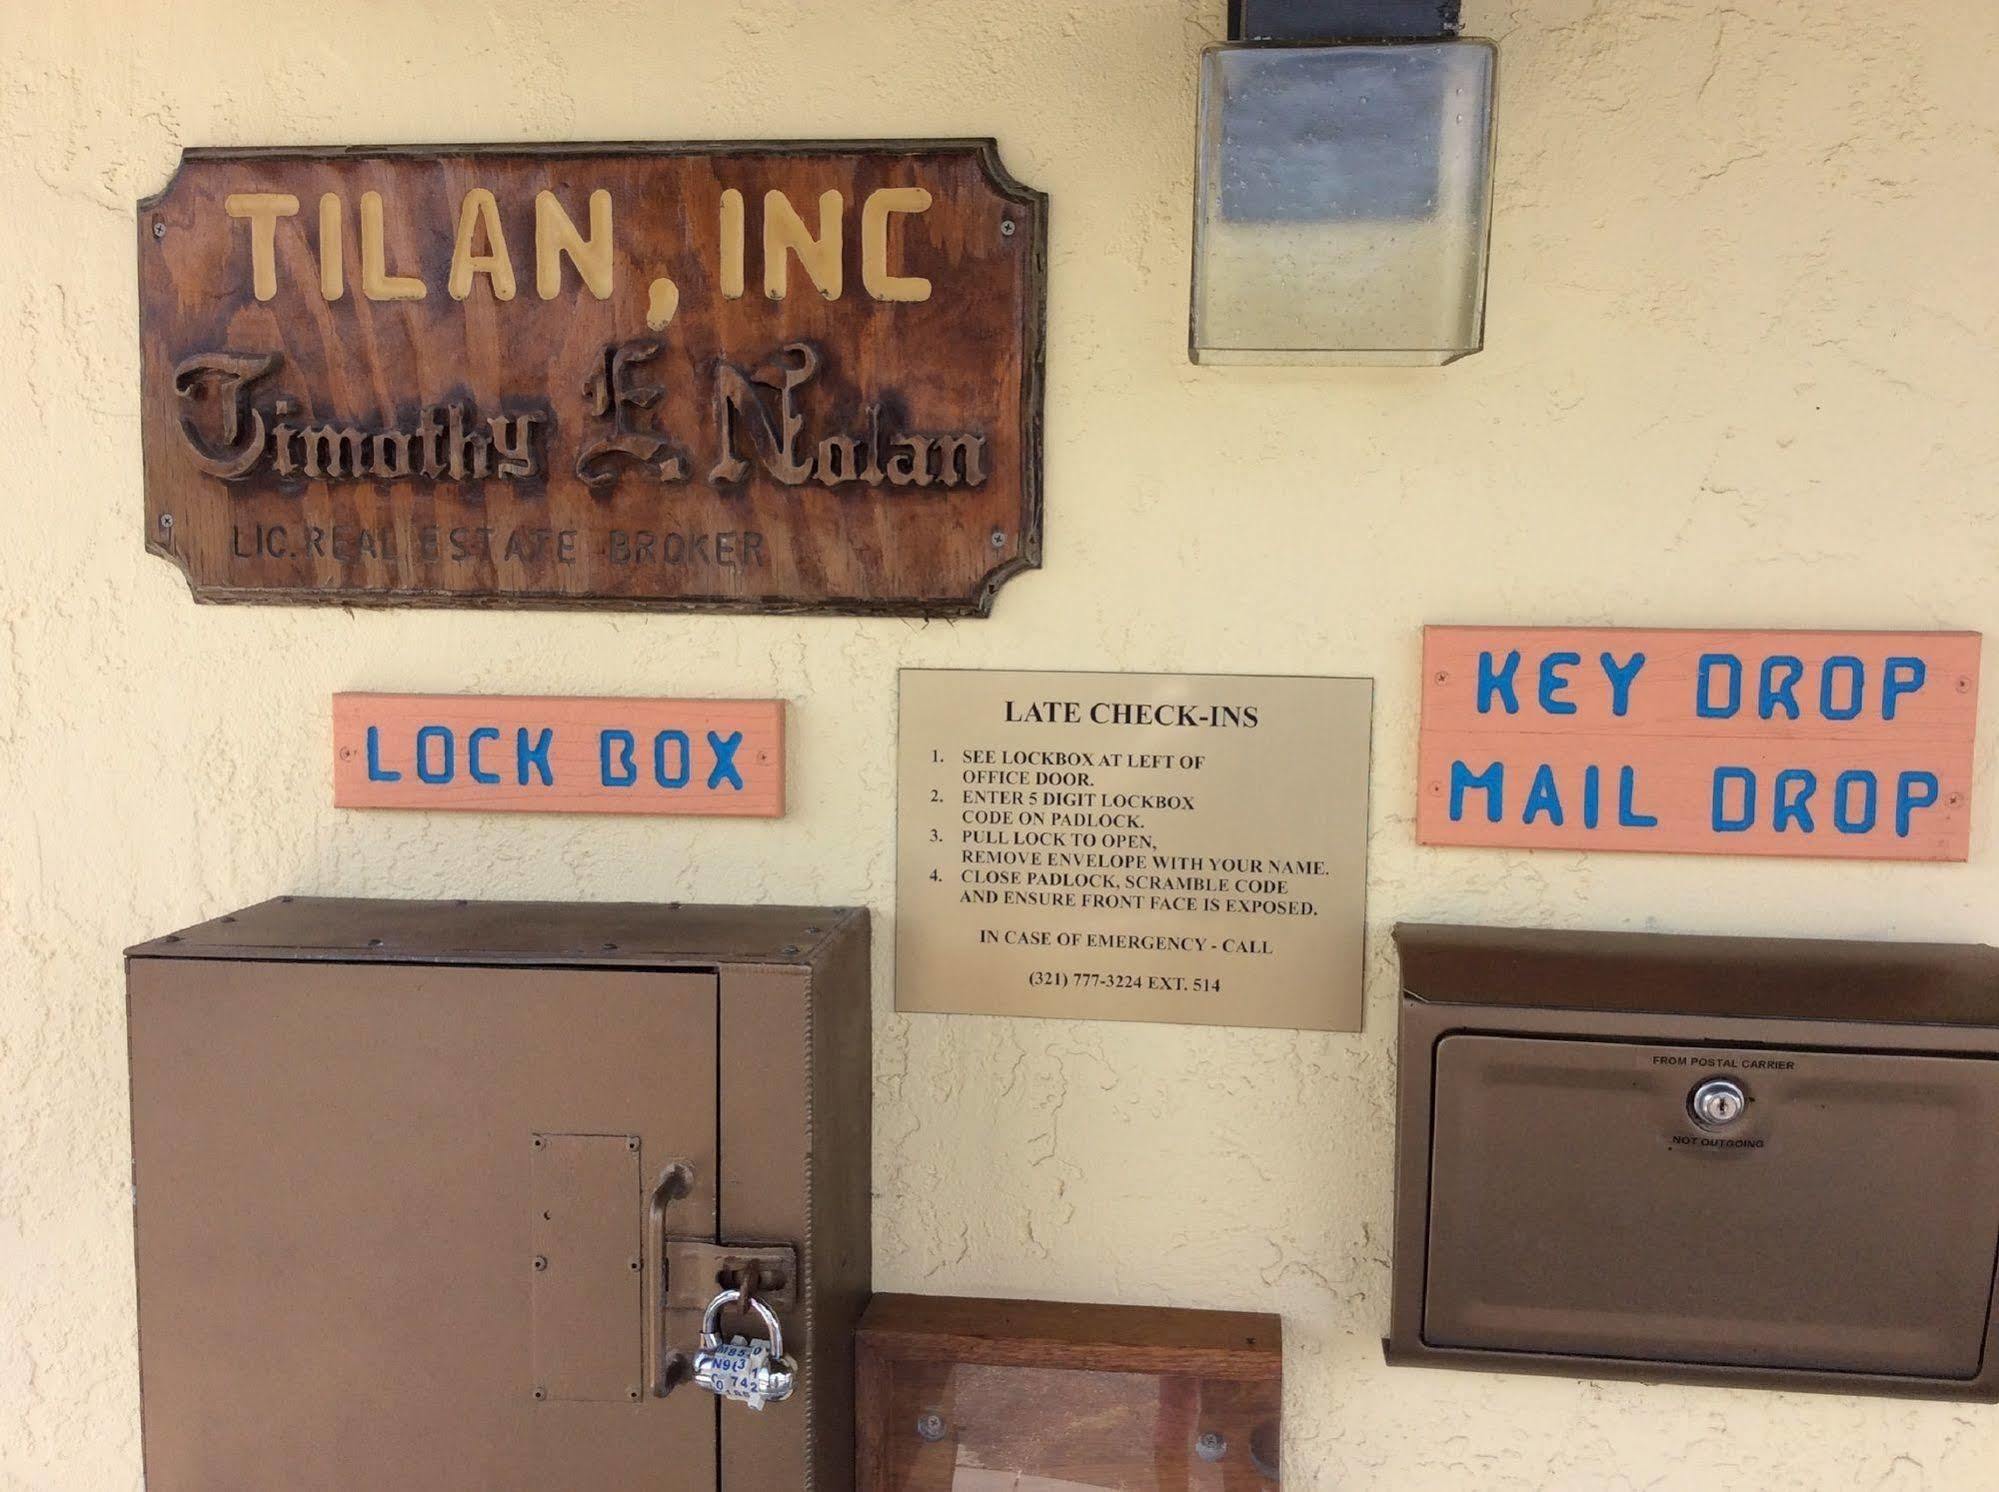 TILAN, INC
Timothy E. Nolan
LIC. REAL ESTATE BROKER
LOCK BOX
LATE CHECK-INS
1. SEE LOCKBOX AT LEFT OF
OFFICE DOOR.
2. ENTER 5 DIGIT LOCKBOX
CODE ON PADLOCK.
3. PULL LOCK TO OPEN,
REMOVE ENVELOPE WITH YOUR NAME.
4. CLOSE PADLOCK, SCRAMBLE CODE
AND ENSURE FRONT FACE IS EXPOSED.
IN CASE OF EMERGENCY - CALL
(321) 777-3224 EXT. 514
KEY DROP
MAIL DROP
FROM POSTAL CARRIER
NOT OUTGOING